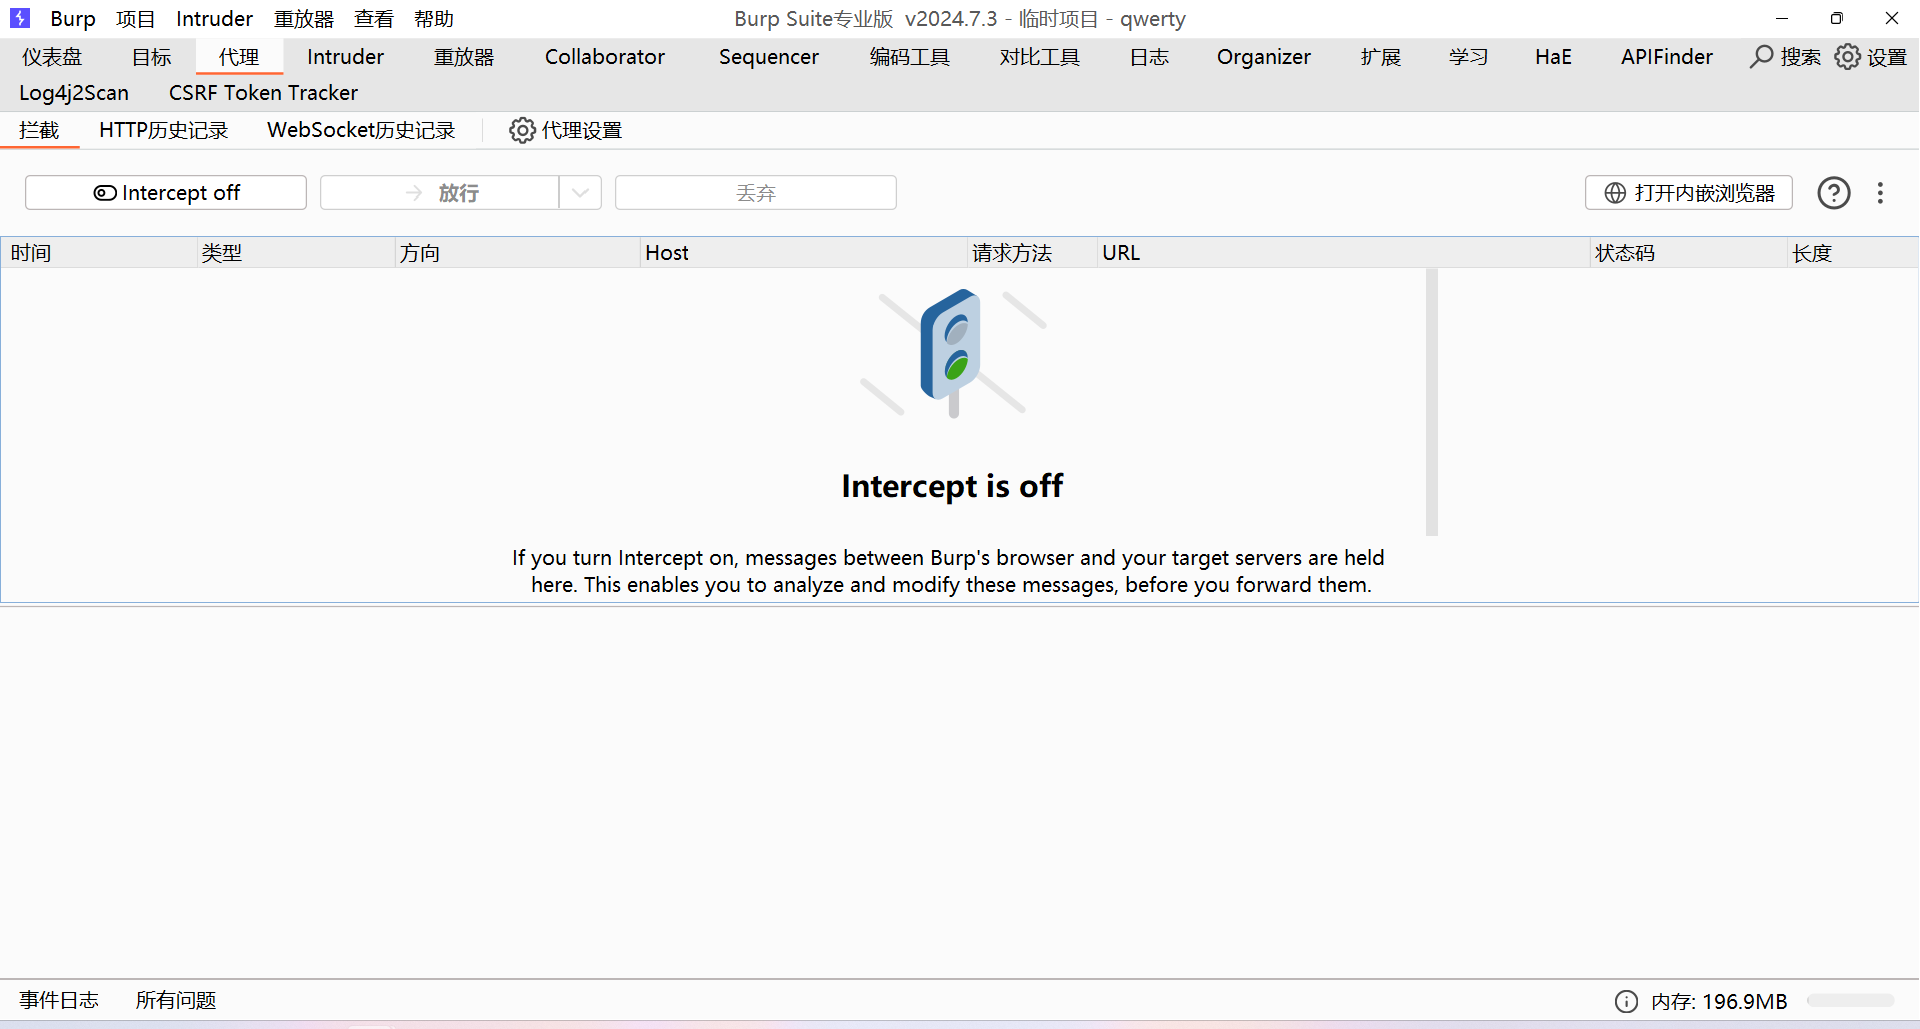 Burp 项目 Intruder 重放器 查看 帮助 Burp Suite专业版 v2024.7.3 - 临时项目 - qwerty
仪表盘 目标 代理 Intruder 重放器 Collaborator Sequencer 编码工具 对比工具 日志 Organizer 扩展 学习 HaE APIFinder 搜索 设置
Log4j2Scan CSRF Token Tracker
拦截 HTTP历史记录 WebSocket历史记录 代理设置
Intercept off 放行 丢弃 打开内嵌浏览器
时间 类型 方向 Host 请求方法 URL 状态码 长度
Intercept is off
If you turn Intercept on, messages between Burp's browser and your target servers are held
here. This enables you to analyze and modify these messages, before you forward them.
事件日志 所有问题 内存: 196.9MB